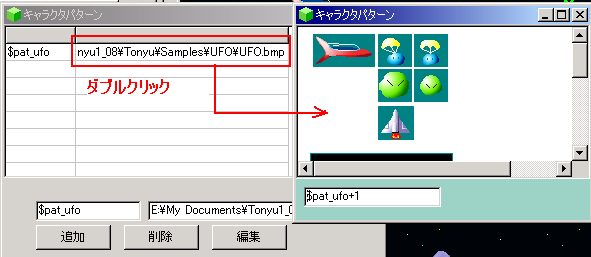 キャラクタパターン
$pat_ufo
nyu1_08¥Tonyu¥Samples¥UFO¥UFO.bmp
ダブルクリック
$pat_ufo
E:¥My Documents¥Tonyu1_0
追加
削除
編集
キャラクタパターン
$pat_ufo+1